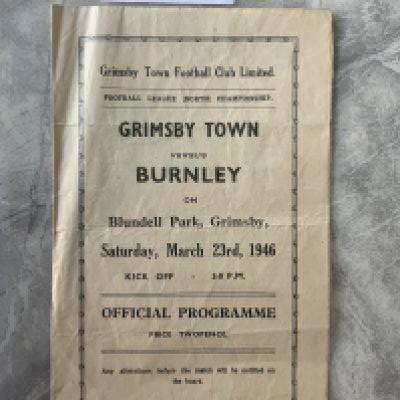 Grimsby Town Football Club Limited.
FOOTBALL LEAGUE NORTH CHAMPIONSHIP.
GRIMSBY TOWN
VERSUS
BURNLEY
ON
Blundell Park, Grimsby,
Saturday, March 23rd, 1946
KICK OFF - 3-0 P.M.
OFFICIAL PROGRAMME
PRICE TWOPENCE.
Any alterations before the match will be notified on
the board.